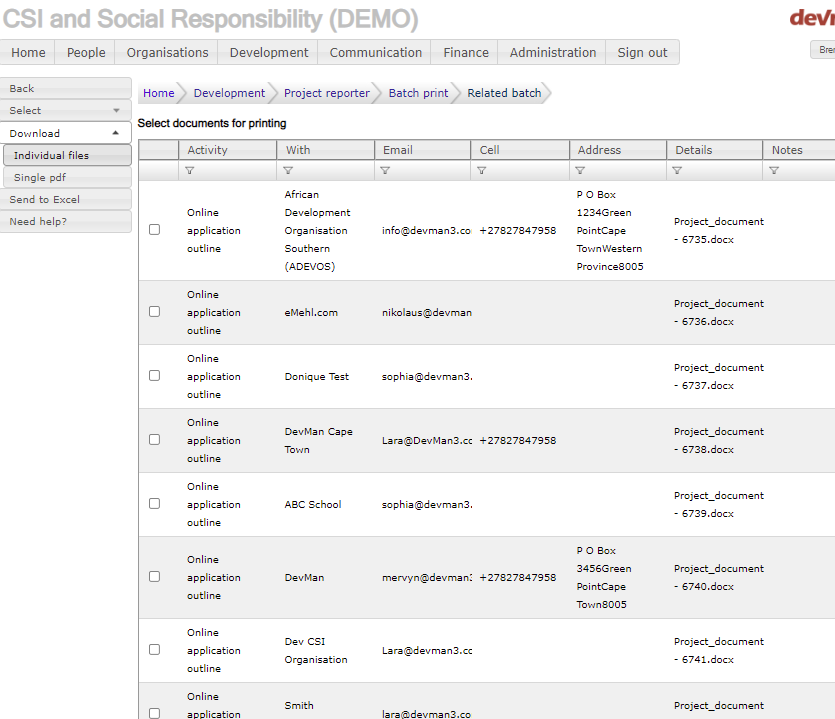 CSI and Social Responsibility (DEMO)
Home People Organisations Development Communication Finance Administration Sign out
Back
Select
Download
Individual files
Single pdf
Send to Excel
Need help?
Home Development Project reporter Batch print Related batch
Select documents for printing
Activity With Email Cell Address Details Notes
Online
application
outline
African
Development
Organisation
Southern
(ADEVOS)
info@devman3.co
+27827847958
P O Box
1234Green
PointCape
TownWestern
Province8005
Project_document
- 6735.docx
Online
application
outline
eMehl.com
nikolaus@devman
Project_document
- 6736.docx
Online
application
outline
Donique Test
sophia@devman3.
Project_document
- 6737.docx
Online
application
outline
DevMan Cape
Town
Lara@DevMan3.cc
+27827847958
Project_document
- 6738.docx
Online
application
outline
ABC School
sophia@devman3.
Project_document
- 6739.docx
Online
application
outline
DevMan
mervyn@devman3
+27827847958
P O Box
3456Green
PointCape
Town8005
Project_document
- 6740.docx
Online
application
outline
Dev CSI
Organisation
Lara@devman3.cc
Project_document
- 6741.docx
Online
application
Smith
lara@devman3.co
Project_document